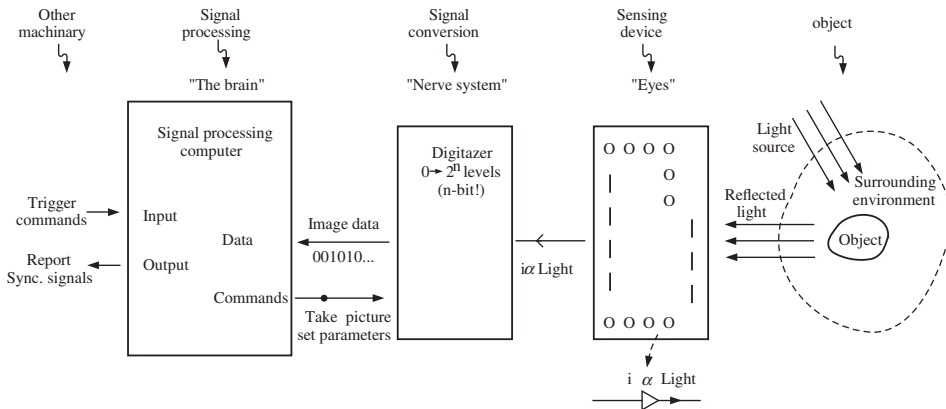 Other
machinary
Signal
processing
Signal
conversion
Sensing
device
object
"The brain"
"Nerve system"
"Eyes"
Signal processing
computer
Digitazer
0→ 2ⁿ levels
(n-bit!)
O O O O
O
O
Light
source
Surrounding
environment
Trigger
commands
Input
Image data
Reflected
light
Data
Object
Report
Sync. signals
Output
001010...
iα Light
Commands
Take picture
set parameters
O O O O
i α Light